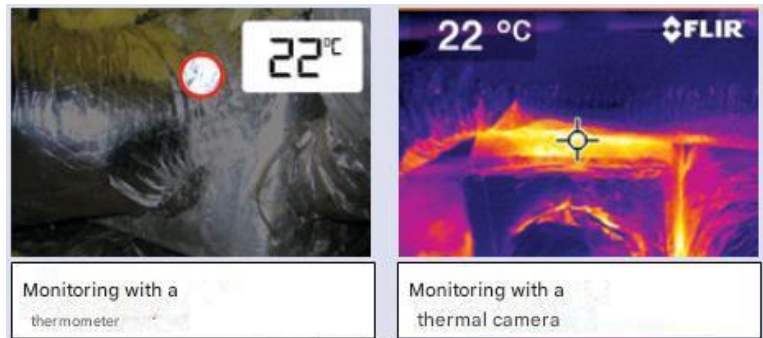 22°C
22 °C
FLIR
Monitoring with a
thermometer
Monitoring with a
thermal camera